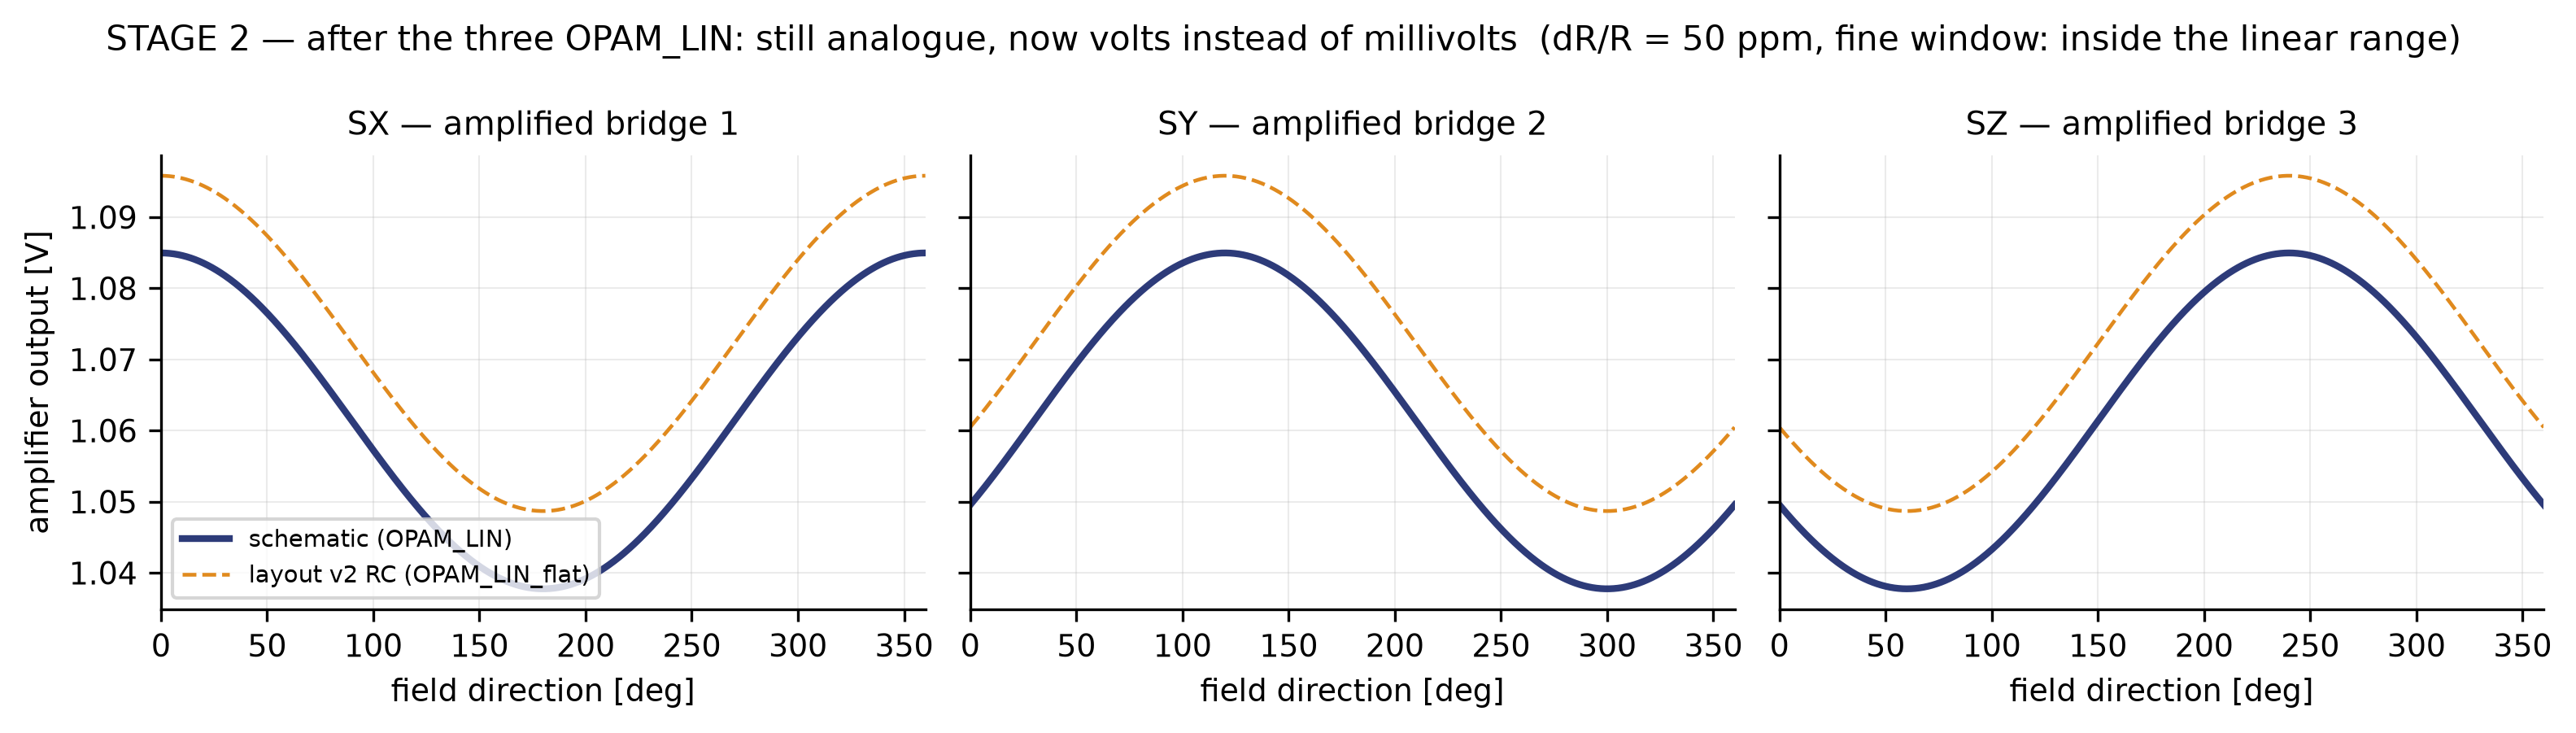 STAGE 2 — after the three OPAM_LIN: still analogue, now volts instead of millivolts  (dR/R = 50 ppm, fine window: inside the linear range)
SX — amplified bridge 1
SY — amplified bridge 2
SZ — amplified bridge 3
amplifier output [V]
1.09
1.08
1.07
1.06
1.05
1.04
schematic (OPAM_LIN)
layout v2 RC (OPAM_LIN_flat)
0 50 100 150 200 250 300 350
0 50 100 150 200 250 300 350
0 50 100 150 200 250 300 350
field direction [deg]
field direction [deg]
field direction [deg]